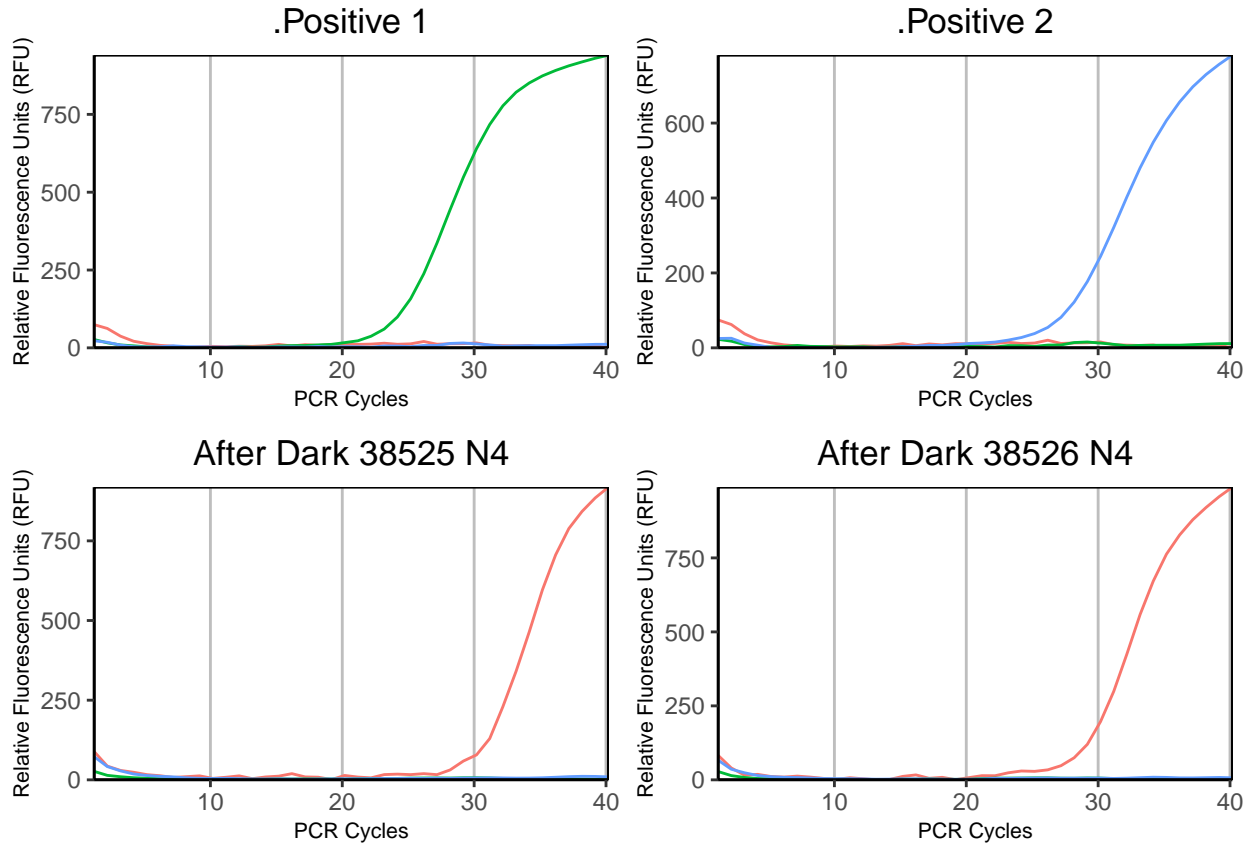 .Positive 1
Relative Fluorescence Units (RFU)
750
500
250
0
10
20
30
40
PCR Cycles
.Positive 2
Relative Fluorescence Units (RFU)
600
400
200
0
10
20
30
40
PCR Cycles
After Dark 38525 N4
Relative Fluorescence Units (RFU)
750
500
250
0
10
20
30
40
PCR Cycles
After Dark 38526 N4
Relative Fluorescence Units (RFU)
750
500
250
0
10
20
30
40
PCR Cycles